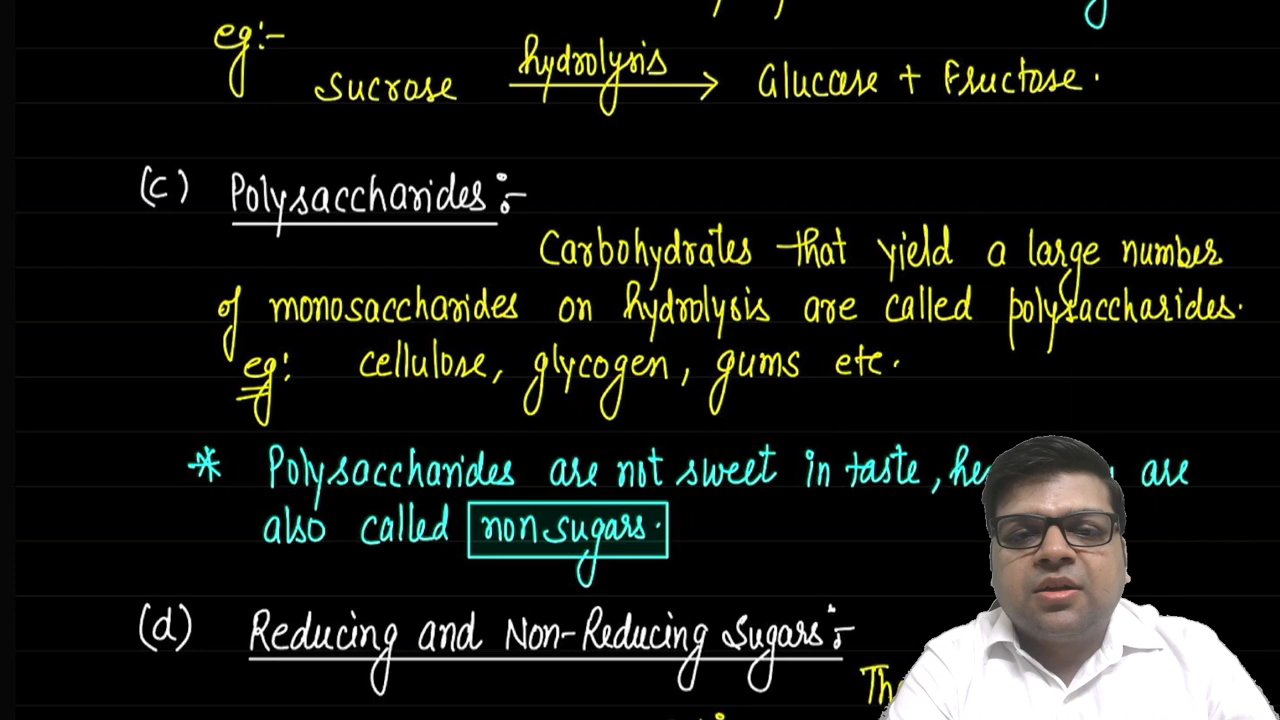 eg:-
Sucrose hydrolysis → Glucose + Fructose.
(c) Polysaccharides:-
Carbohydrates that yield a large number
of monosaccharides on hydrolysis are called polysaccharides.
eg: cellulose, glycogen, gums etc.
* Polysaccharides are not sweet in taste, are
also called non sugars.
(d) Reducing and Non-Reducing Sugars:-